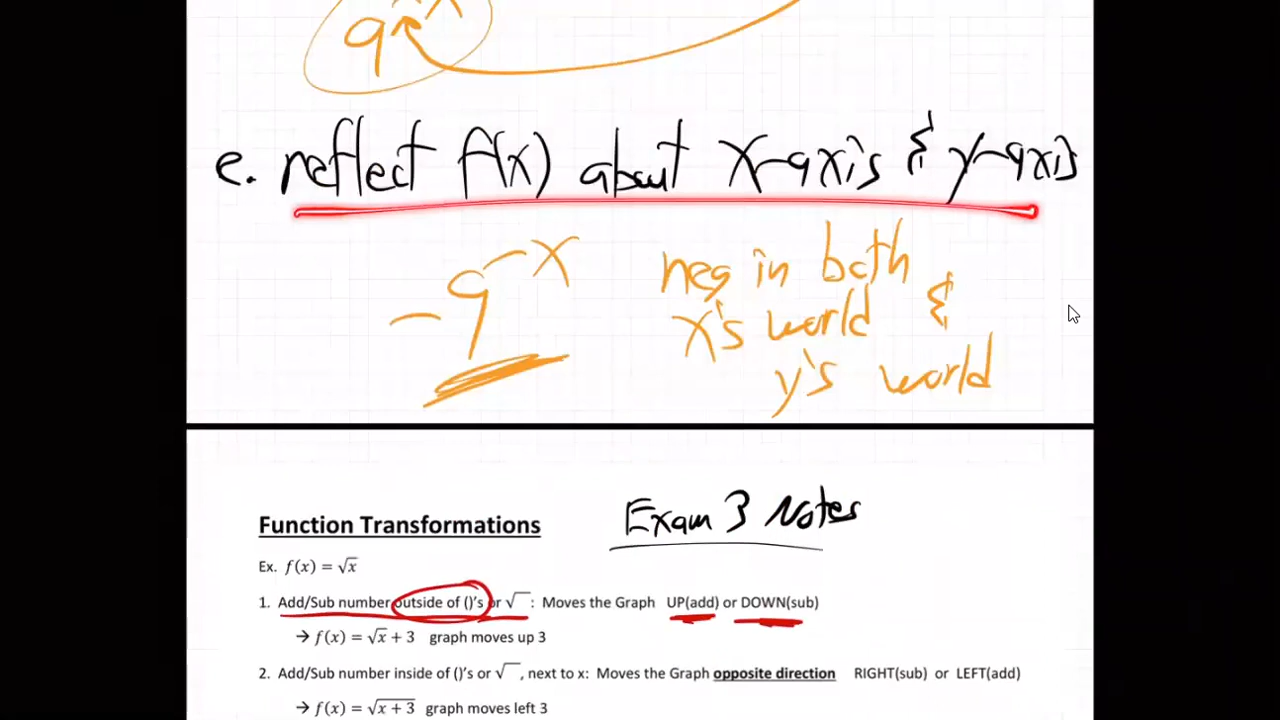 9^-x
e. reflect f(x) about x-axis & y-axis
-9^-x neg in both
x's world &
y's world
Function Transformations Exam 3 Notes
Ex. f(x) = √x
1. Add/Sub number outside of ()'s or √ : Moves the Graph UP(add) or DOWN(sub)
→ f(x) = √x + 3 graph moves up 3
2. Add/Sub number inside of ()'s or √ , next to x: Moves the Graph opposite direction RIGHT(sub) or LEFT(add)
→ f(x) = √(x + 3) graph moves left 3